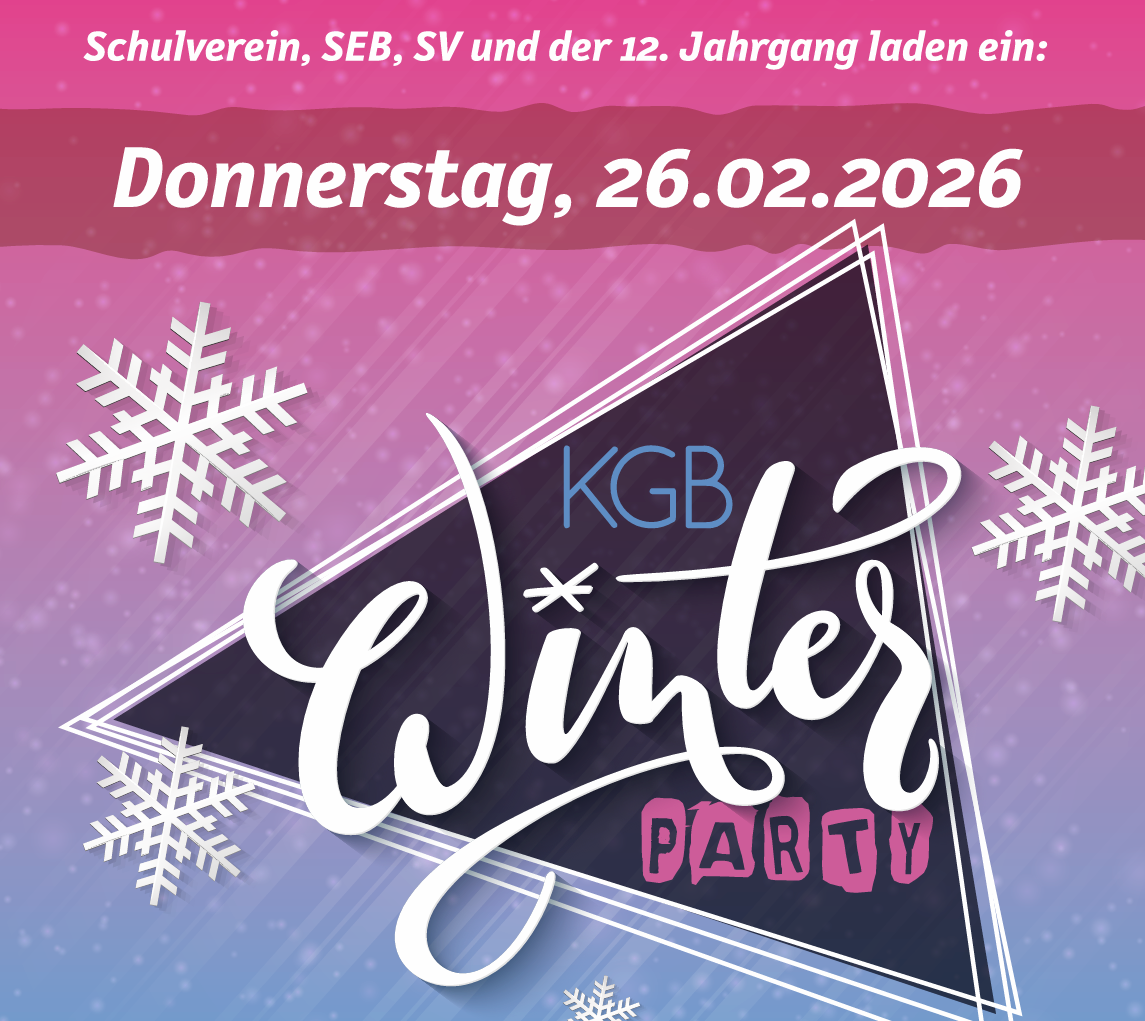 Schulverein, SEB, SV und der 12. Jahrgang laden ein:
Donnerstag, 26.02.2026
KGB
Winter
PARTY